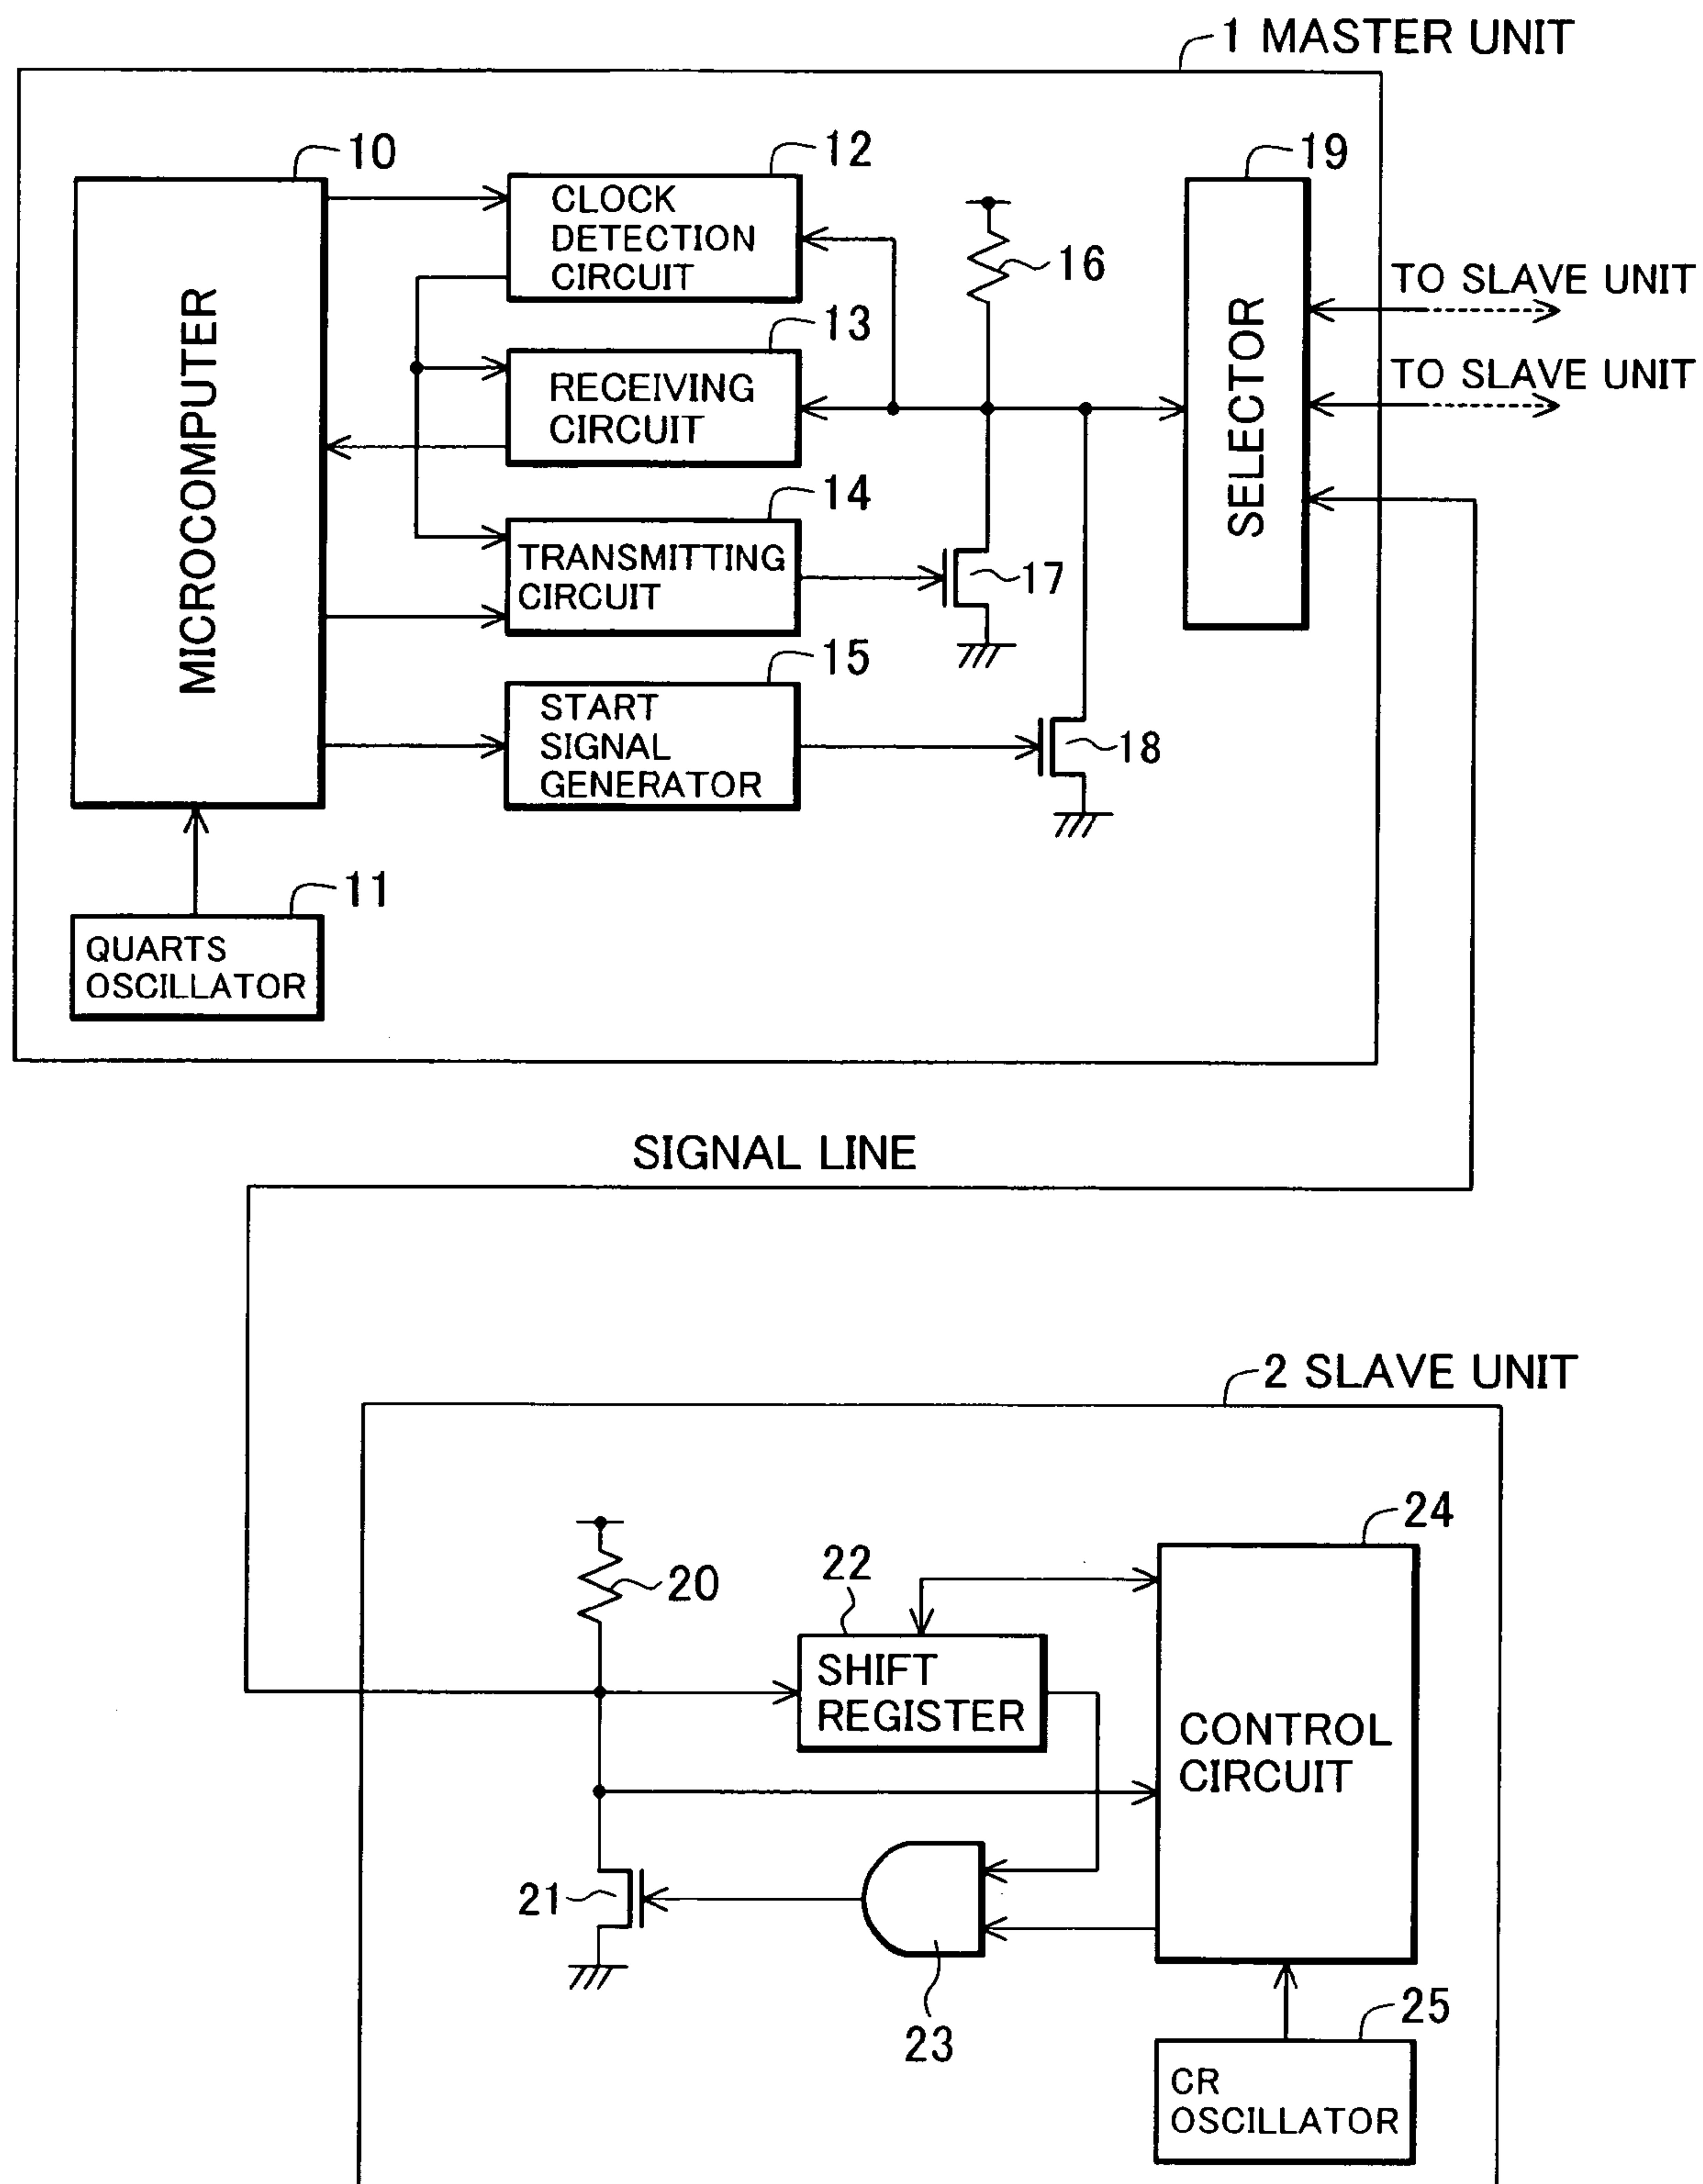 1 MASTER UNIT
10
12
19
CLOCK
DETECTION
CIRCUIT
16
TO SLAVE UNIT
13
MICROCOMPUTER
RECEIVING
CIRCUIT
SELECTOR
TO SLAVE UNIT
14
TRANSMITTING
CIRCUIT
17
15
START
SIGNAL
GENERATOR
18
11
QUARTS
OSCILLATOR
SIGNAL LINE
2 SLAVE UNIT
24
20
22
SHIFT
REGISTER
CONTROL
CIRCUIT
21
23
25
CR
OSCILLATOR